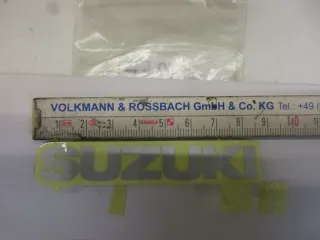 VOLKMANN & ROSSBACH GmbH & Co. KG Tel.: +49 (
1 2 3 4 5 6 7 8 9 10
SUZUKI